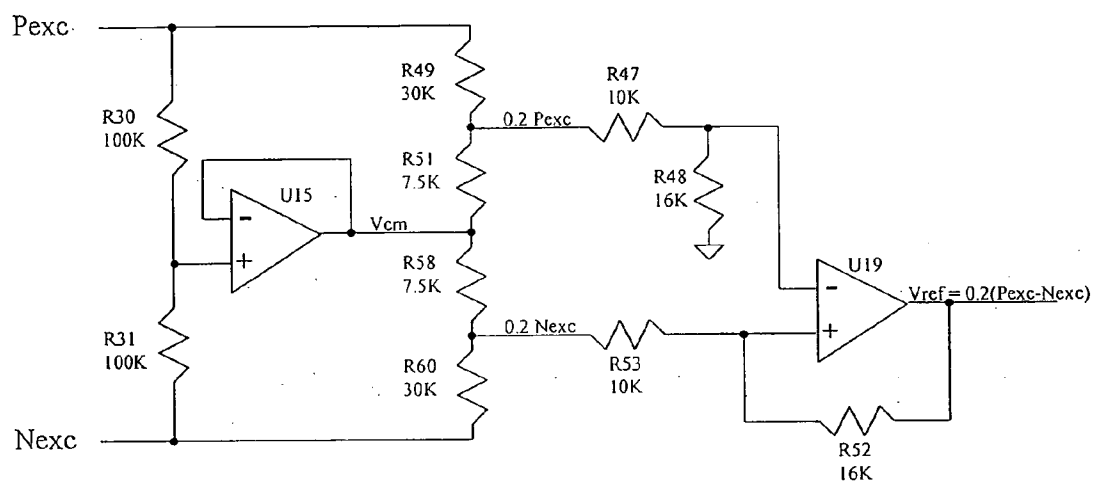 Pexc
R49
30K
R47
10K
0.2 Pexc
R30
100K
R51
7.5K
R48
16K
U15
-
+
Vcm
R58
7.5K
U19
-
+
Vref = 0.2(Pexc-Nexc)
0.2 Nexc
R31
100K
R60
30K
R53
10K
R52
16K
Nexc